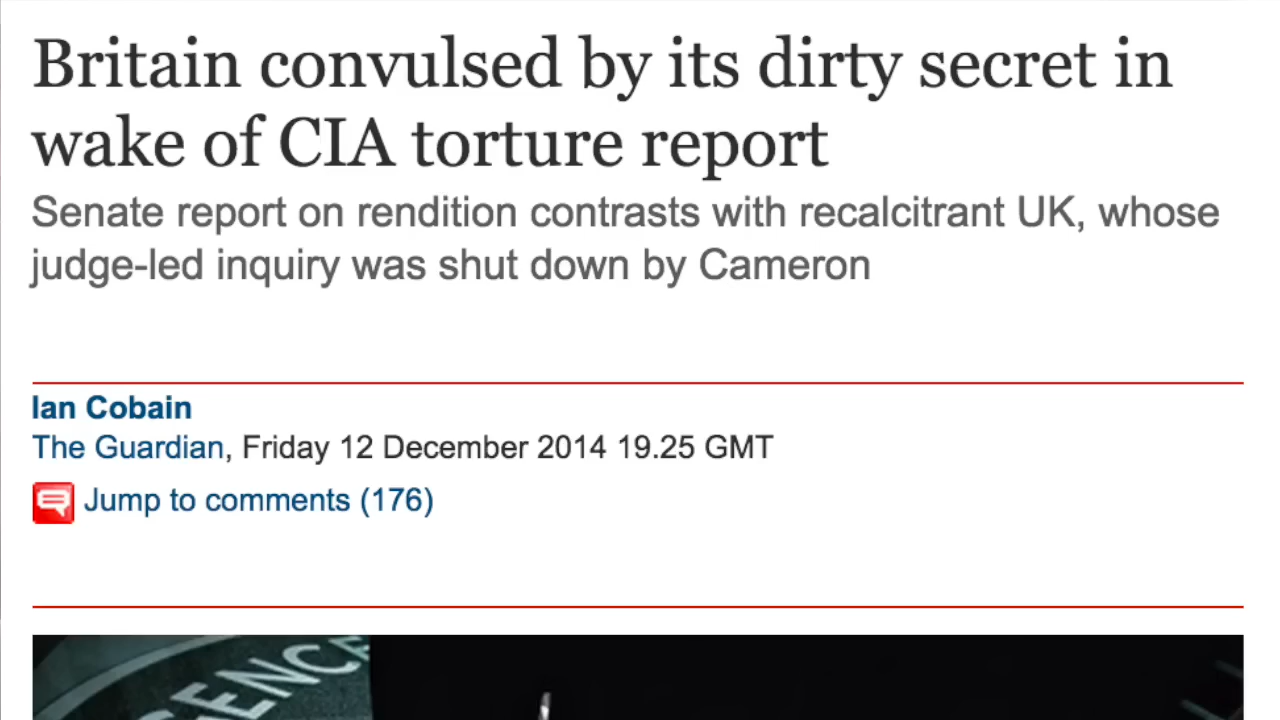 Britain convulsed by its dirty secret in
wake of CIA torture report
Senate report on rendition contrasts with recalcitrant UK, whose
judge-led inquiry was shut down by Cameron
Ian Cobain
The Guardian, Friday 12 December 2014 19.25 GMT
Jump to comments (176)